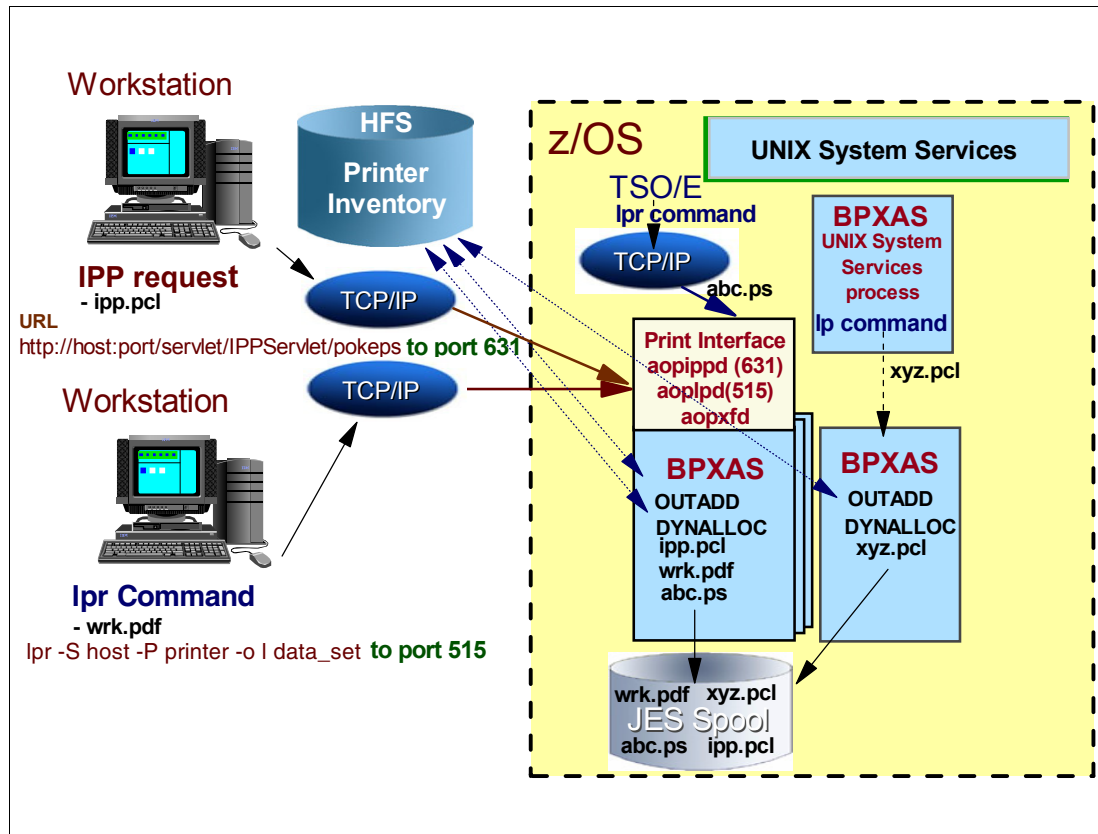 Workstation
IPP request
- ipp.pcl
URL
http://host:port/servlet/IPPServlet/pokeps to port 631
Workstation
lpr Command
- wrk.pdf
lpr -S host -P printer -o l data_set to port 515
HFS
Printer
Inventory
TCP/IP
TCP/IP
z/OS
UNIX System Services
TSO/E
lpr command
TCP/IP
abc.ps
Print Interface
aopippd (631)
aoplpd(515)
aopxfd
BPXAS
OUTADD
DYNALLOC
ipp.pcl
wrk.pdf
abc.ps
BPXAS
UNIX System
Services
process
lp command
xyz.pcl
BPXAS
OUTADD
DYNALLOC
xyz.pcl
wrk.pdf xyz.pcl
JES Spool
abc.ps ipp.pcl